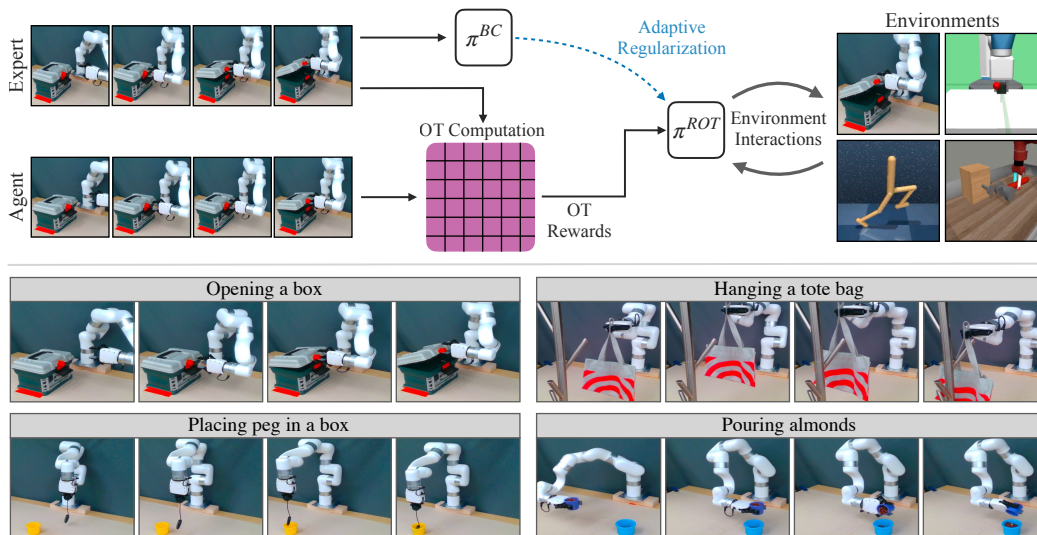 Expert
π^BC
Adaptive
Regularization
Environments
OT Computation
π^ROT
Environment
Interactions
Agent
OT
Rewards
Opening a box
Hanging a tote bag
Placing peg in a box
Pouring almonds